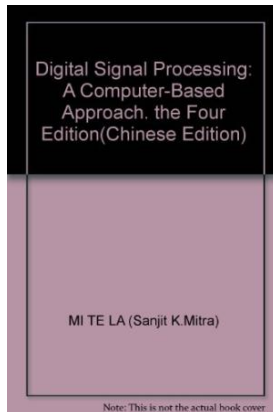 Digital Signal Processing:
A Computer-Based
Approach. the Four
Edition(Chinese Edition)
MI TE LA (Sanjit K.Mitra)
Note: This is not the actual book cover